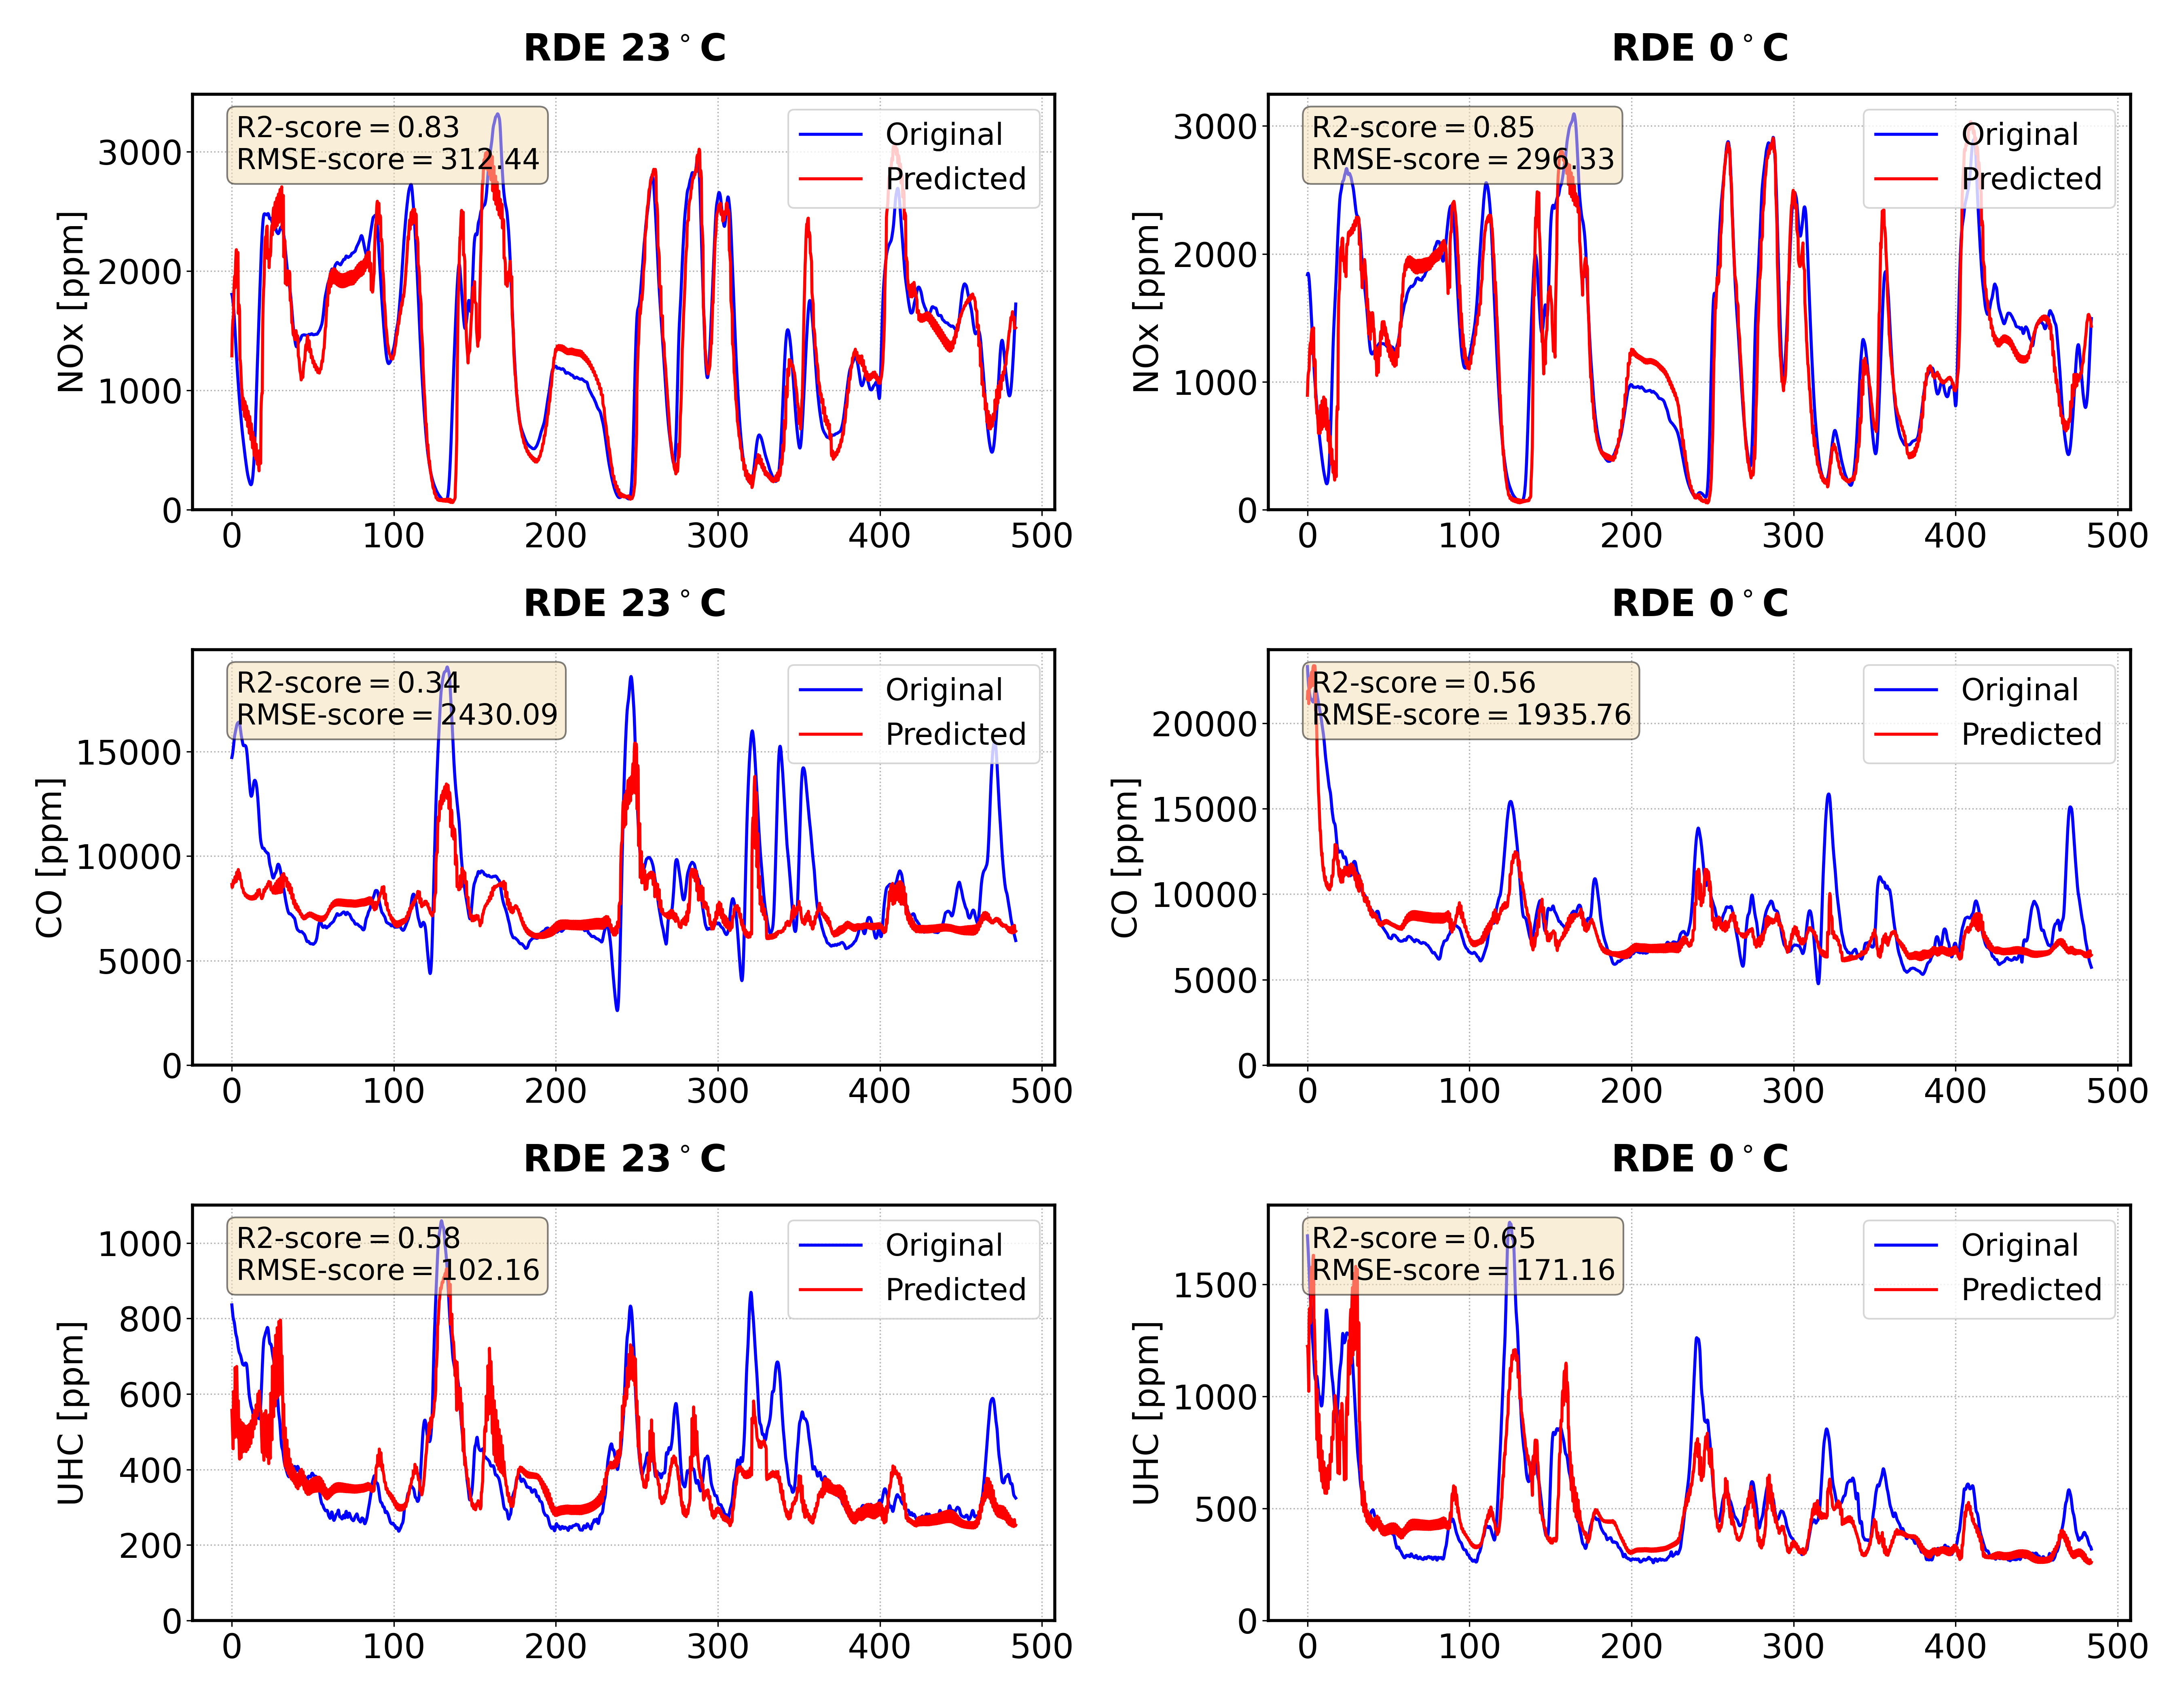 RDE 23°C
R2-score = 0.83
RMSE-score = 312.44
Original
Predicted
NOx [ppm]
3000
2000
1000
0
0 100 200 300 400 500
RDE 0°C
R2-score = 0.85
RMSE-score = 296.33
Original
Predicted
NOx [ppm]
3000
2000
1000
0
0 100 200 300 400 500
RDE 23°C
R2-score = 0.34
RMSE-score = 2430.09
Original
Predicted
CO [ppm]
15000
10000
5000
0
0 100 200 300 400 500
RDE 0°C
R2-score = 0.56
RMSE-score = 1935.76
Original
Predicted
CO [ppm]
20000
15000
10000
5000
0
0 100 200 300 400 500
RDE 23°C
R2-score = 0.58
RMSE-score = 102.16
Original
Predicted
UHC [ppm]
1000
800
600
400
200
0
0 100 200 300 400 500
RDE 0°C
R2-score = 0.65
RMSE-score = 171.16
Original
Predicted
UHC [ppm]
1500
1000
500
0
0 100 200 300 400 500